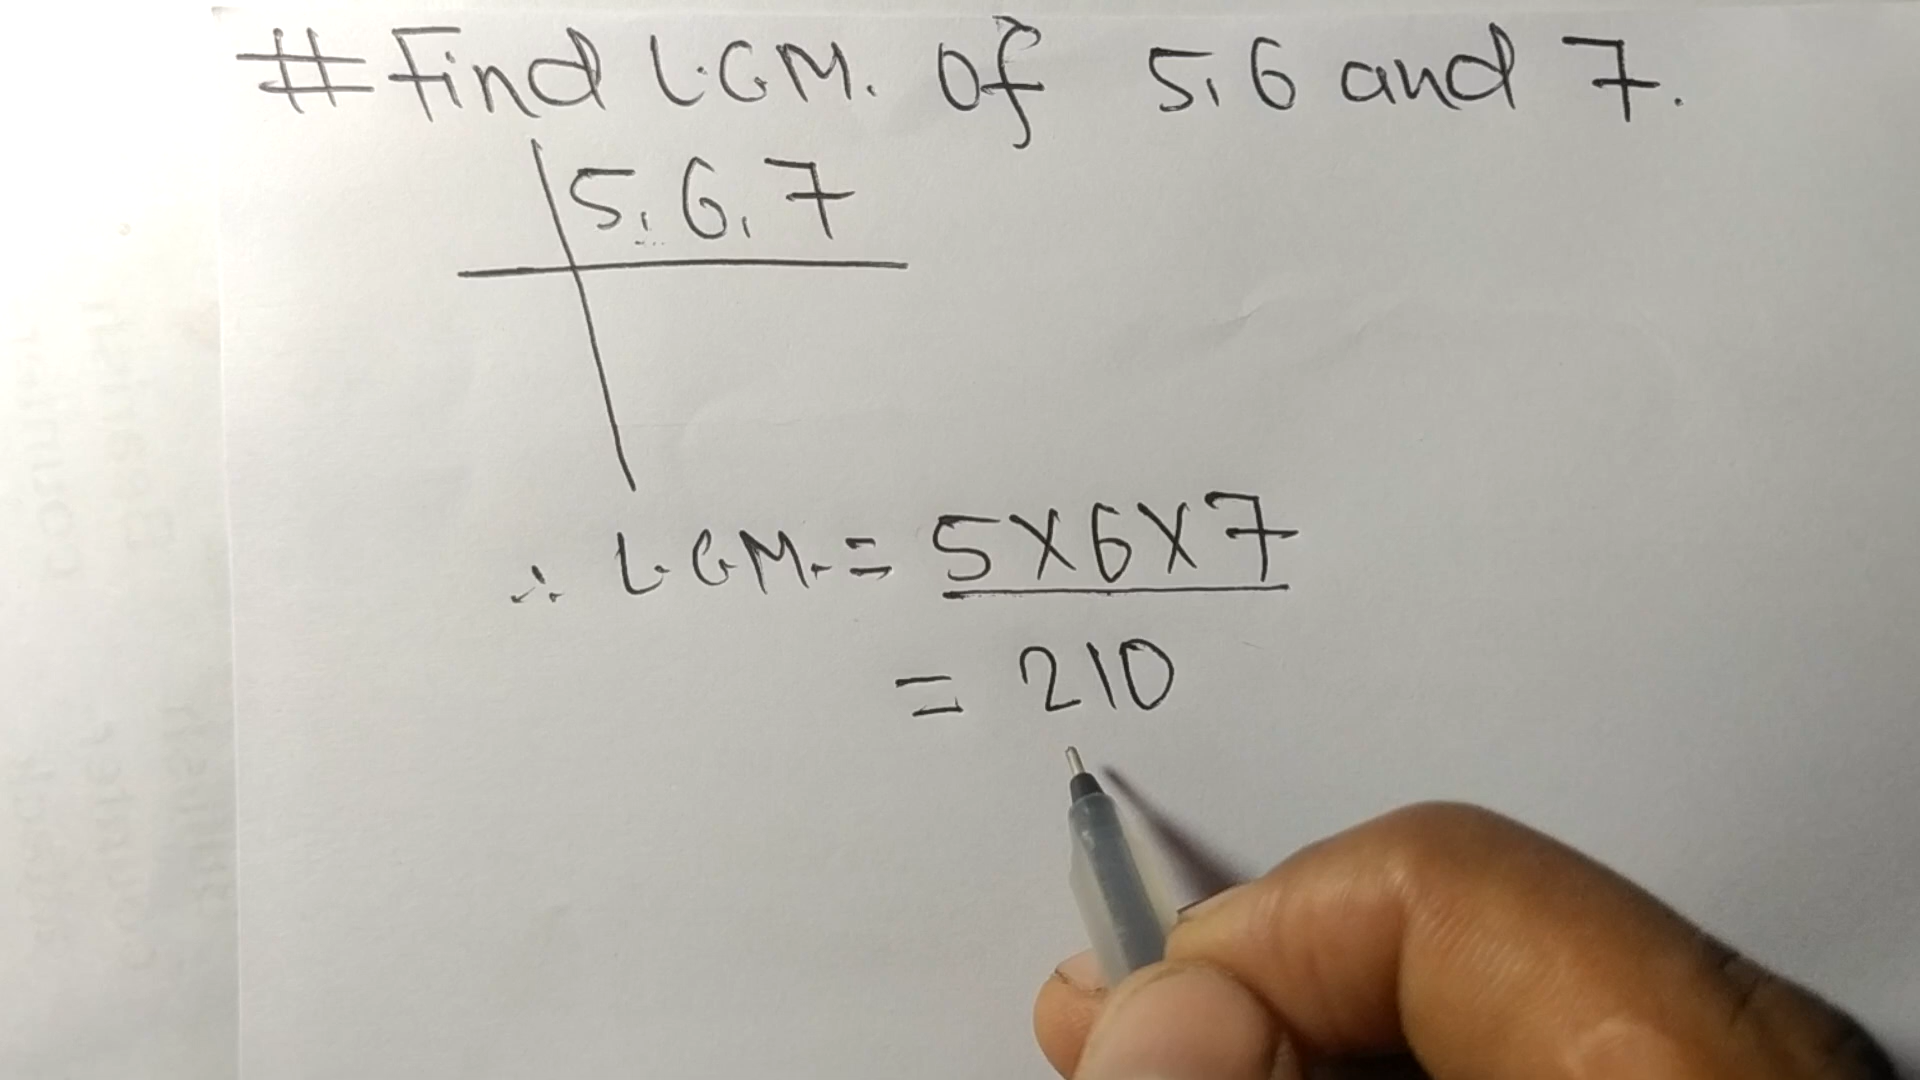 # Find L.C.M. of 5,6 and 7.
5,6,7
∴ L.C.M. = 5×6×7
= 210